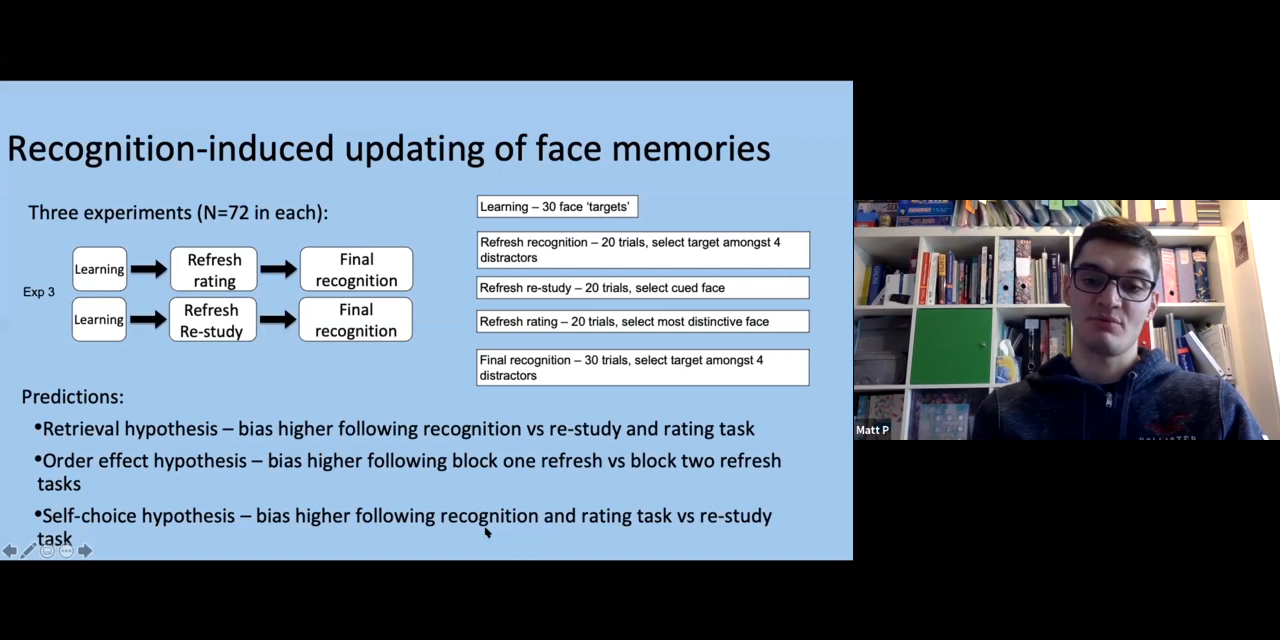 Recognition-induced updating of face memories
Three experiments (N=72 in each):
Exp 3
Learning
Refresh
rating
Final
recognition
Learning
Refresh
Re-study
Final
recognition
Learning – 30 face ‘targets’
Refresh recognition – 20 trials, select target amongst 4
distractors
Refresh re-study – 20 trials, select cued face
Refresh rating – 20 trials, select most distinctive face
Final recognition – 30 trials, select target amongst 4
distractors
Predictions:
•Retrieval hypothesis – bias higher following recognition vs re-study and rating task
•Order effect hypothesis – bias higher following block one refresh vs block two refresh
tasks
•Self-choice hypothesis – bias higher following recognition and rating task vs re-study
task
Matt P
HOLLISTER